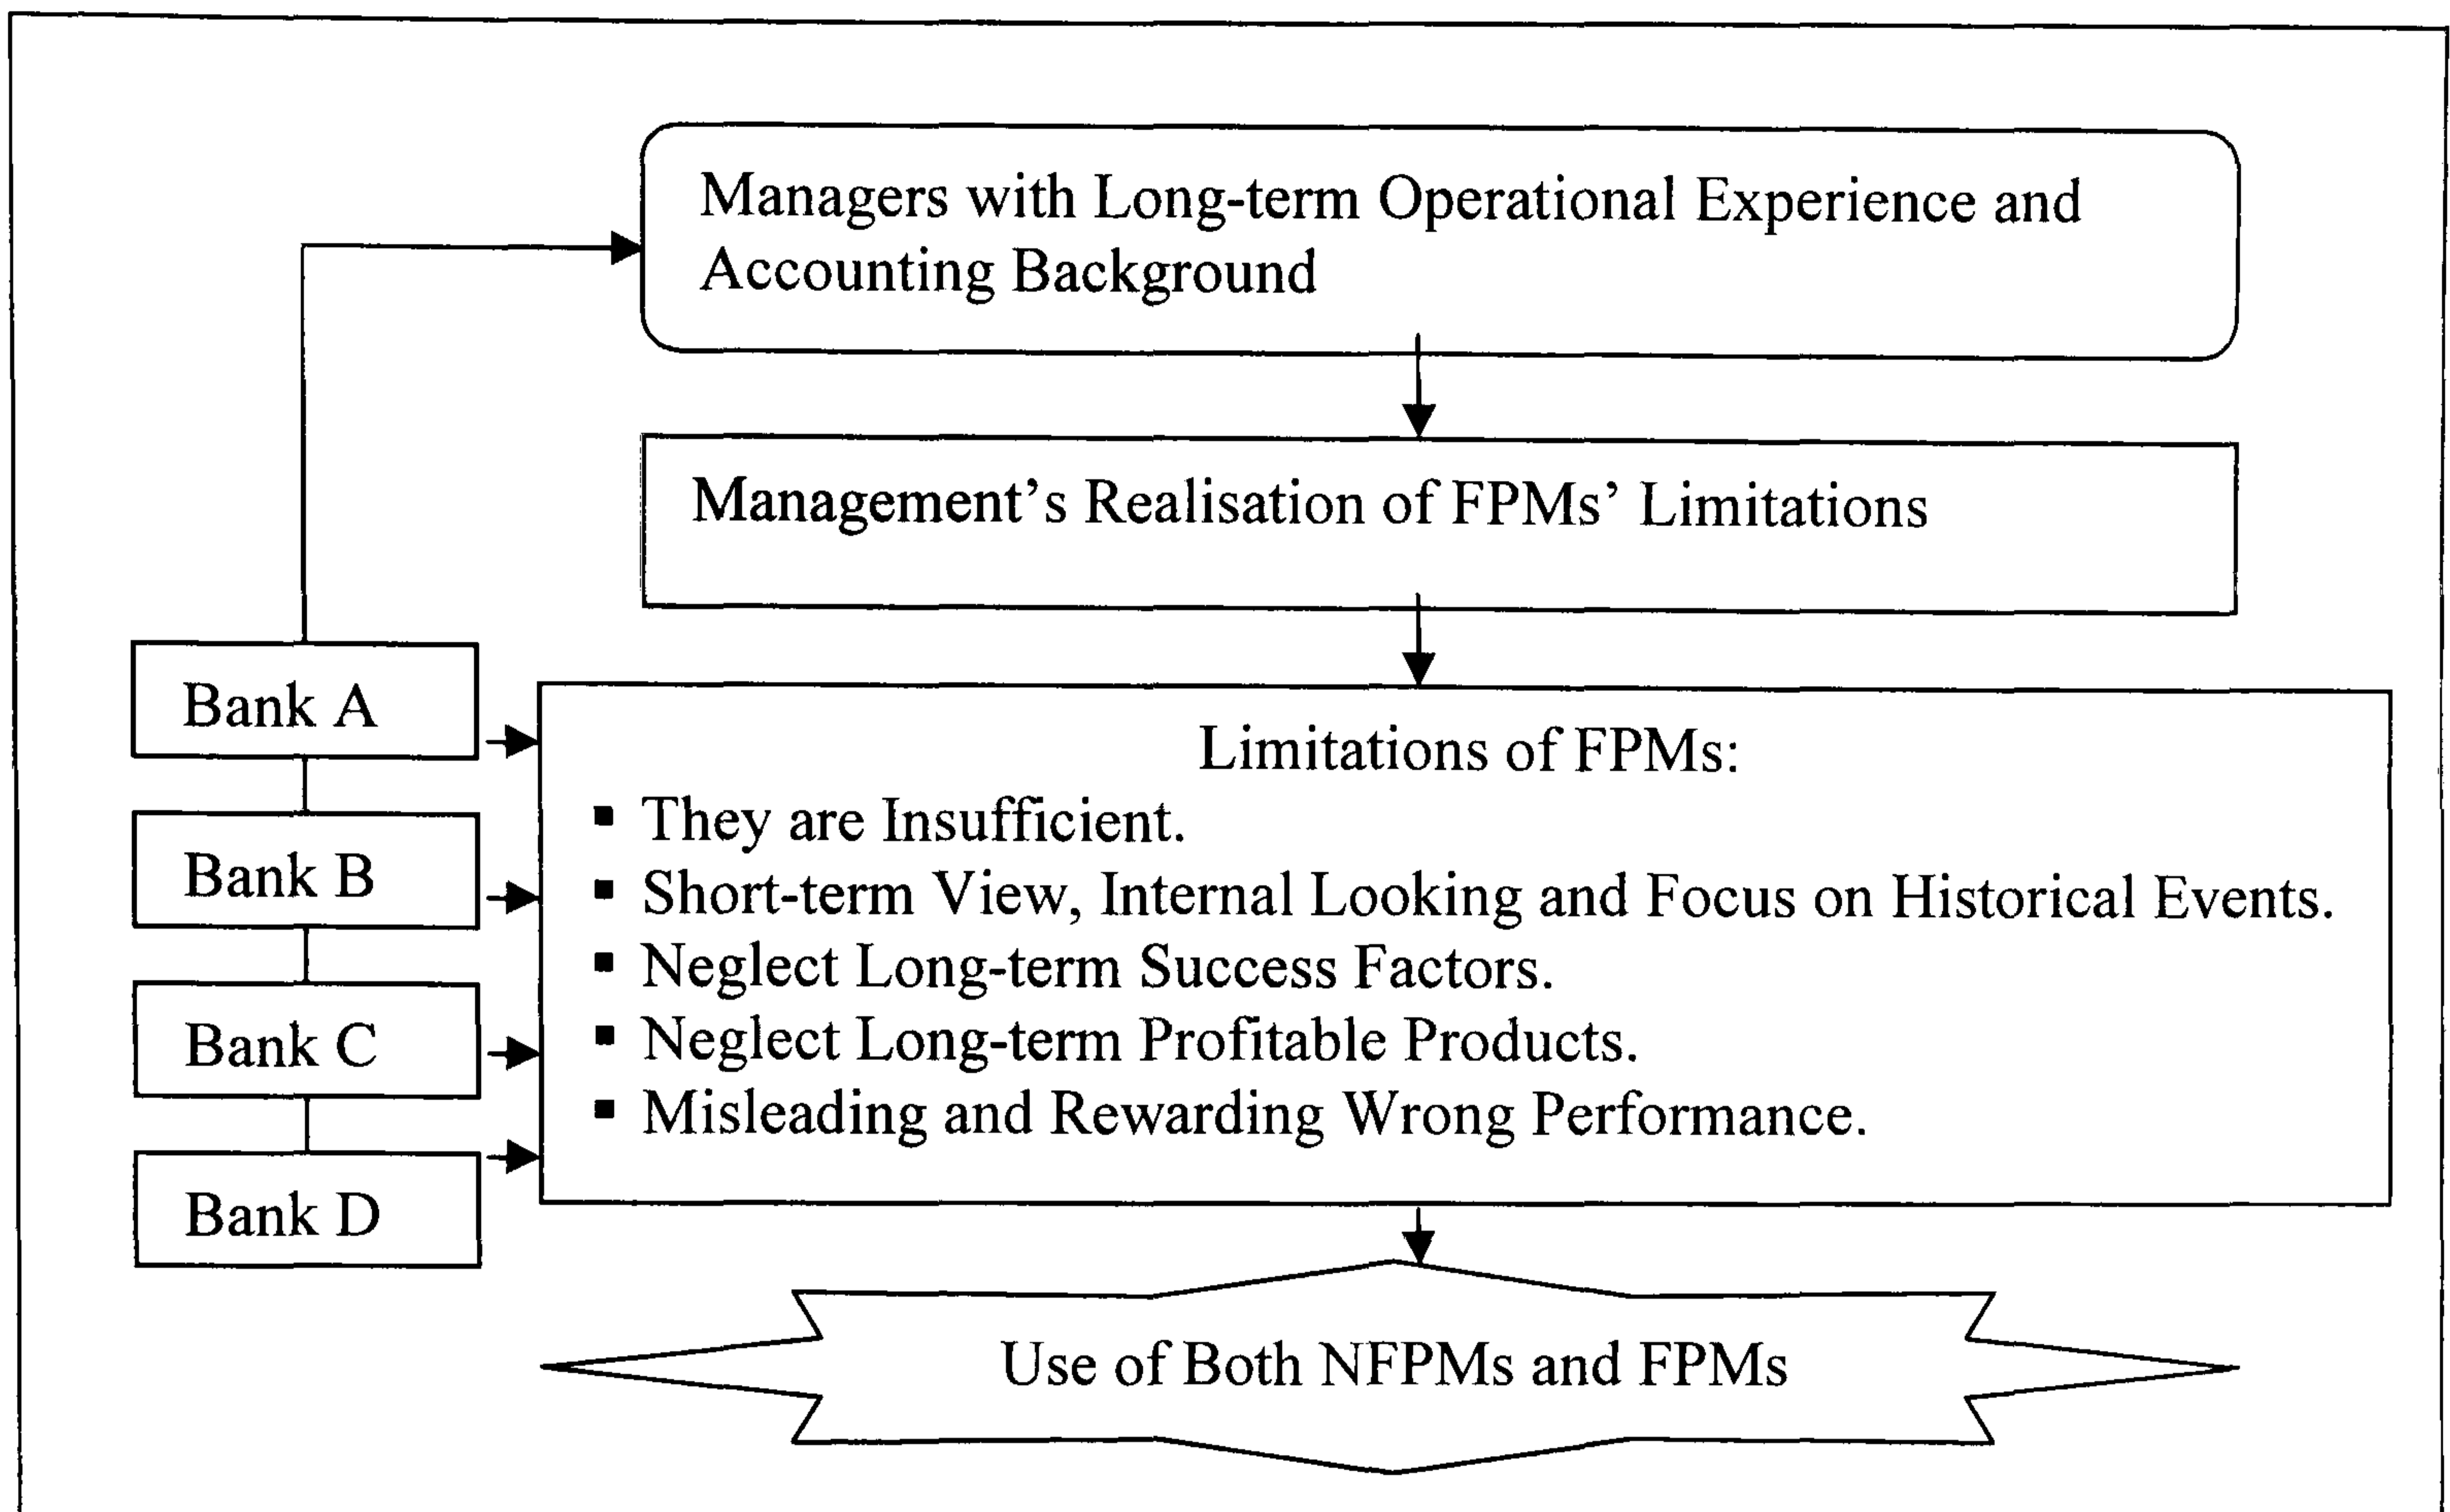 Managers with Long-term Operational Experience and
Accounting Background
Management’s Realisation of FPMs’ Limitations
Bank A
Bank B
Bank C
Bank D
Limitations of FPMs:
▪ They are Insufficient.
▪ Short-term View, Internal Looking and Focus on Historical Events.
▪ Neglect Long-term Success Factors.
▪ Neglect Long-term Profitable Products.
▪ Misleading and Rewarding Wrong Performance.
Use of Both NFPMs and FPMs